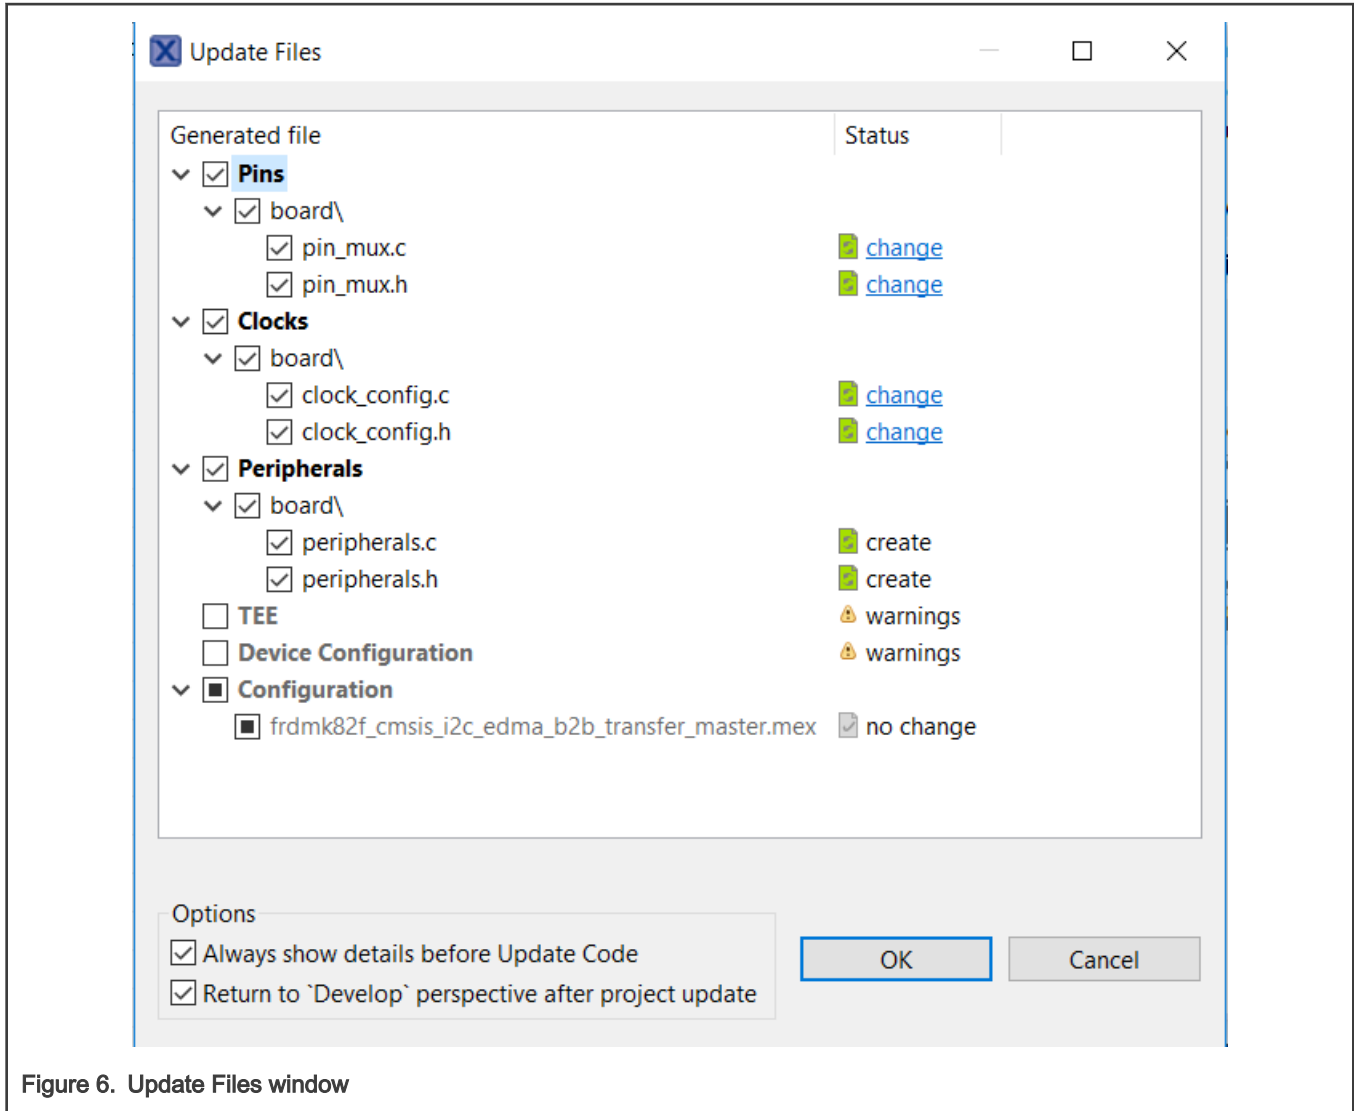 Update Files
Generated file Status
Pins
board\
pin_mux.c change
pin_mux.h change
Clocks
board\
clock_config.c change
clock_config.h change
Peripherals
board\
peripherals.c create
peripherals.h create
TEE warnings
Device Configuration warnings
Configuration
frdmk82f_cmsis_i2c_edma_b2b_transfer_master.mex no change
Options
Always show details before Update Code
Return to `Develop` perspective after project update
OK Cancel
Figure 6. Update Files window